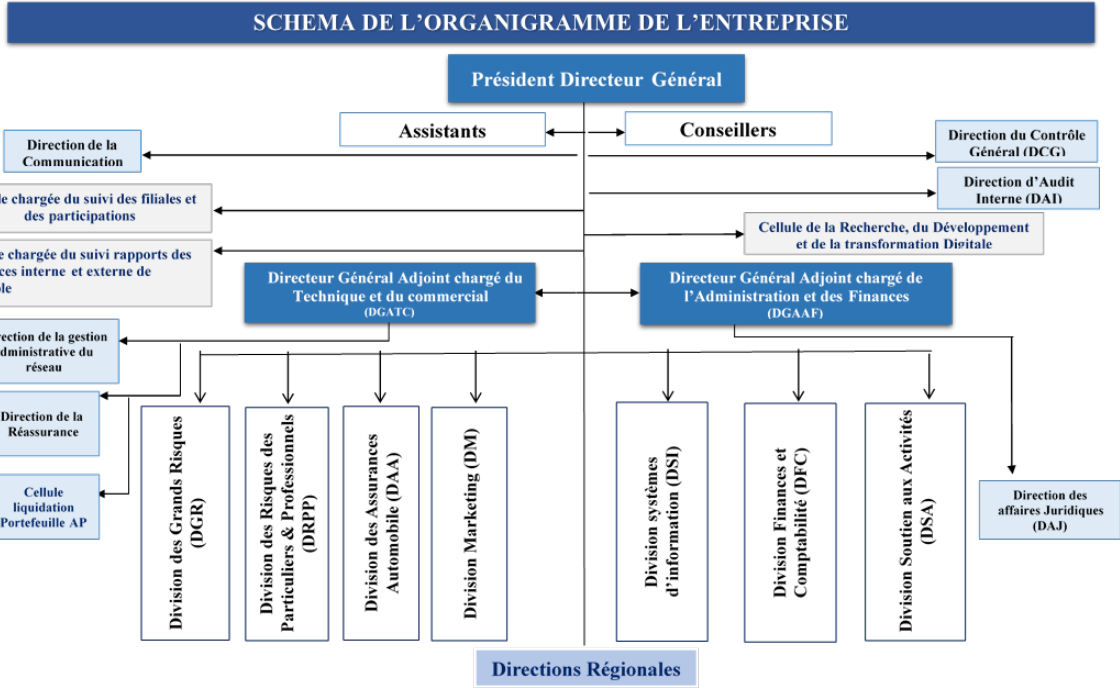 SCHEMA DE L’ORGANIGRAMME DE L’ENTREPRISE
Président Directeur Général
Assistants
Conseillers
Direction de la
Communication
Direction du Contrôle
Général (DCG)
Direction d’Audit
Interne (DAI)
chargée du suivi des filiales et
des participations
Cellule de la Recherche, du Développement
et de la transformation Digitale
chargée du suivi rapports des
interne et externe de
Directeur Général Adjoint chargé du
Technique et du commercial
(DGATC)
Directeur Général Adjoint chargé de
l’Administration et des Finances
(DGAAF)
de la gestion
du
réseau
Direction de la
Réassurance
Cellule
liquidation
Portefeuille AP
Division des Grands Risques
(DGR)
Division des Risques des
Particuliers & Professionnels
(DRPP)
Division des Assurances
Automobile (DAA)
Division Marketing (DM)
Division systèmes
d’information (DSI)
Division Finances et
Comptabilité (DFC)
Division Soutien aux Activités
(DSA)
Direction des
affaires Juridiques
(DAJ)
Directions Régionales